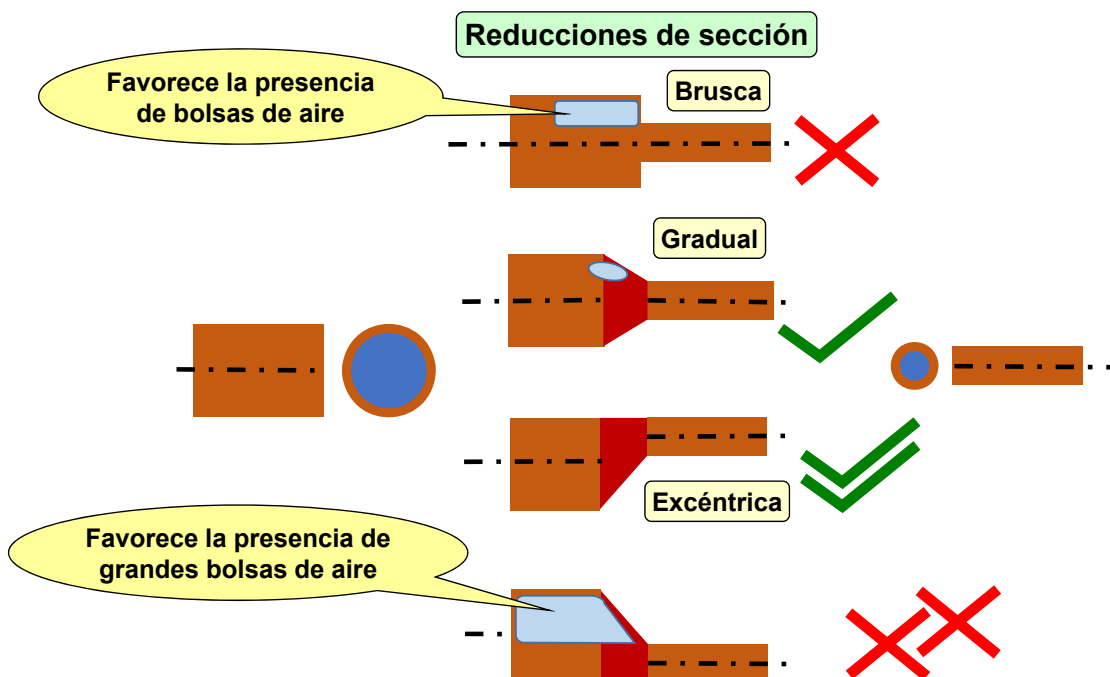 Reducciones de sección
Favorece la presencia
de bolsas de aire
Brusca
Gradual
Excéntrica
Favorece la presencia de
grandes bolsas de aire